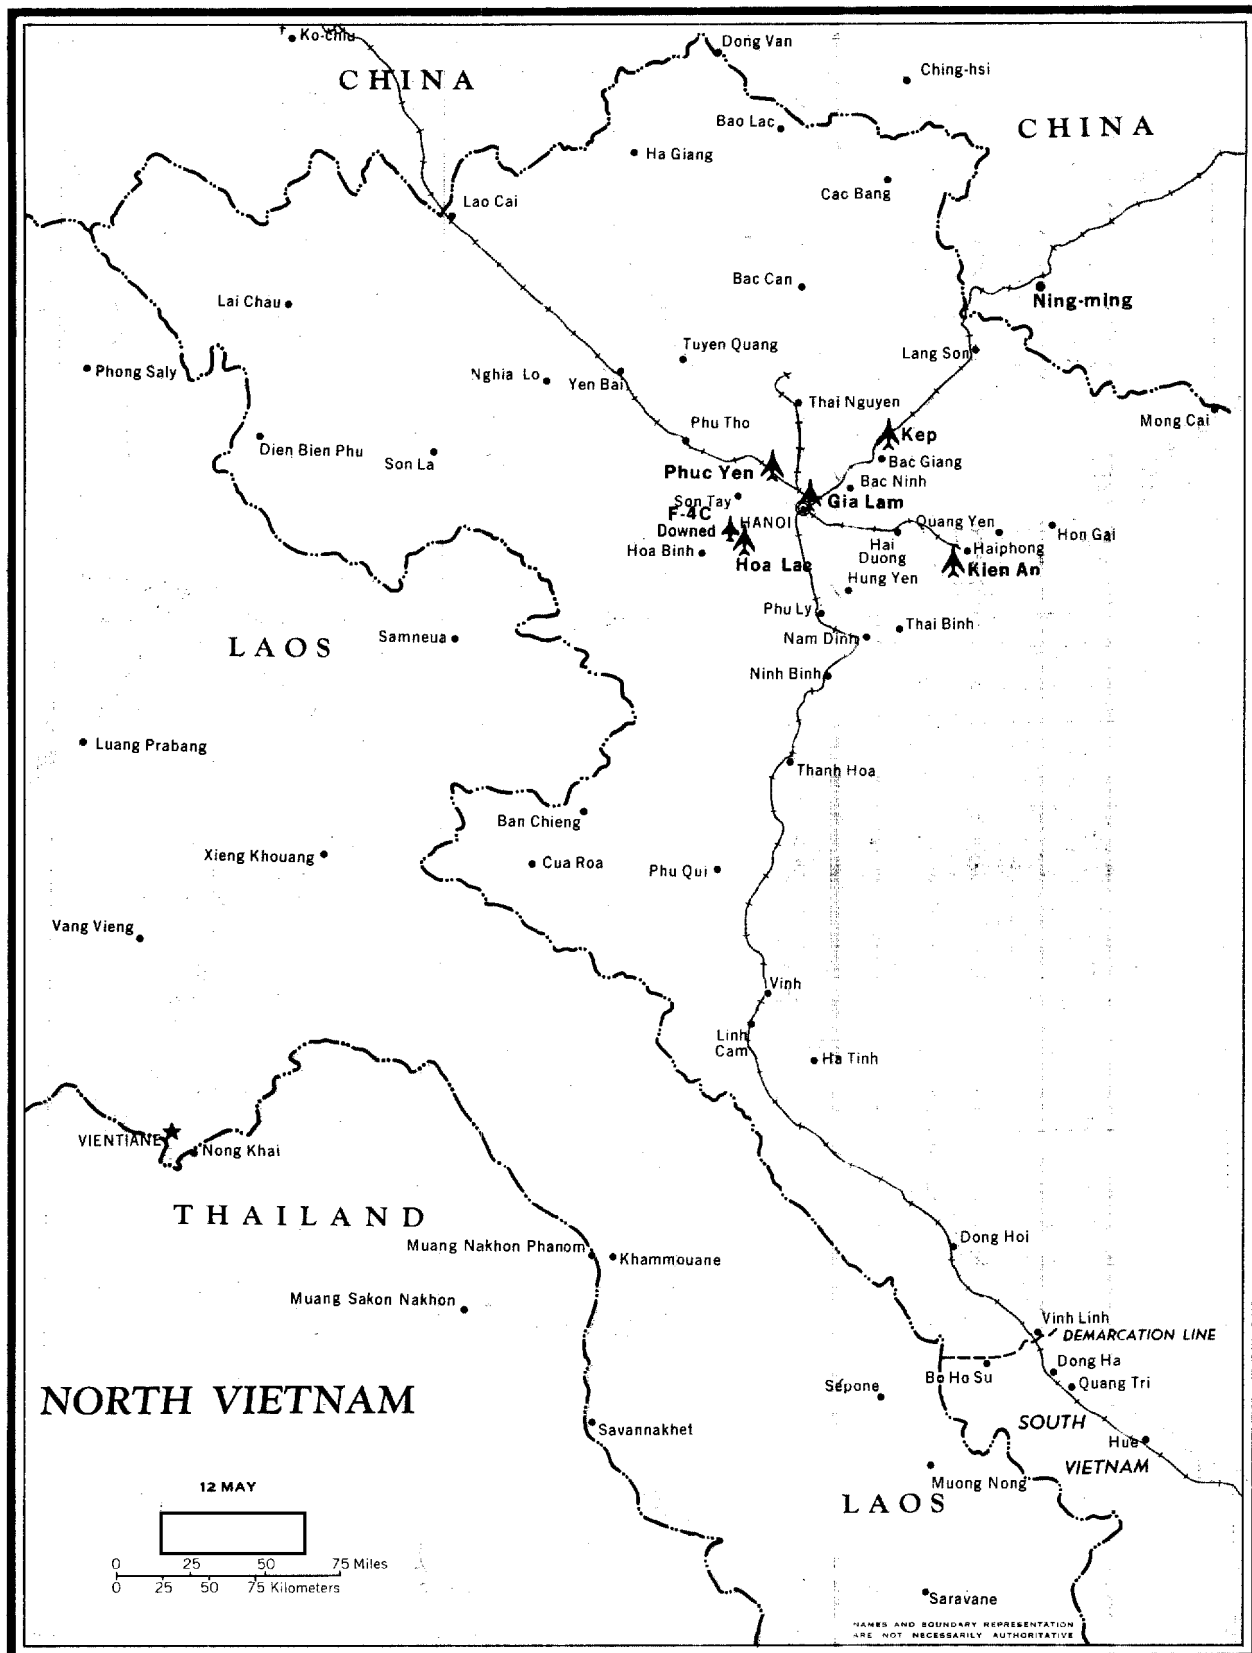 Ko-chiu
CHINA
Dong Van
Ching-hsi
Bao Lac
CHINA
Ha Giang
Cac Bang
Lao Cai
Bac Can
Ning-ming
Lai Chau
Tuyen Quang
Lang Son
Phong Saly
Nghia Lo
Yen Bai
Thai Nguyen
Mong Cai
Phu Tho
Kep
Dien Bien Phu
Son La
Bac Giang
Phuc Yen
Bac Ninh
Son Tay
Gia Lam
F-4C
Downed
HANOI
Quang Yen
Hon Gai
Hoa Binh
Hai
Duong
Haiphong
Hoa Lac
Kien An
Hung Yen
Phu Ly
Thai Binh
Samneua
Nam Dinh
LAOS
Ninh Binh
Luang Prabang
Thanh Hoa
Ban Chieng
Xieng Khouang
Cua Roa
Phu Qui
Vang Vieng
Vinh
Linh
Cam
Ha Tinh
VIENTIANE
Nong Khai
THAILAND
Dong Hoi
Muang Nakhon Phanom
Khammouane
Muang Sakon Nakhon
Vinh Linh
DEMARCATION LINE
Dong Ha
Bo Ho Su
Sepone
Quang Tri
NORTH VIETNAM
SOUTH
VIETNAM
Savannakhet
Hue
Muong Nong
12 MAY
LAOS
0 25 50 75 Miles
0 25 50 75 Kilometers
Saravane
NAMES AND BOUNDARY REPRESENTATION
ARE NOT NECESSARILY AUTHORITATIVE